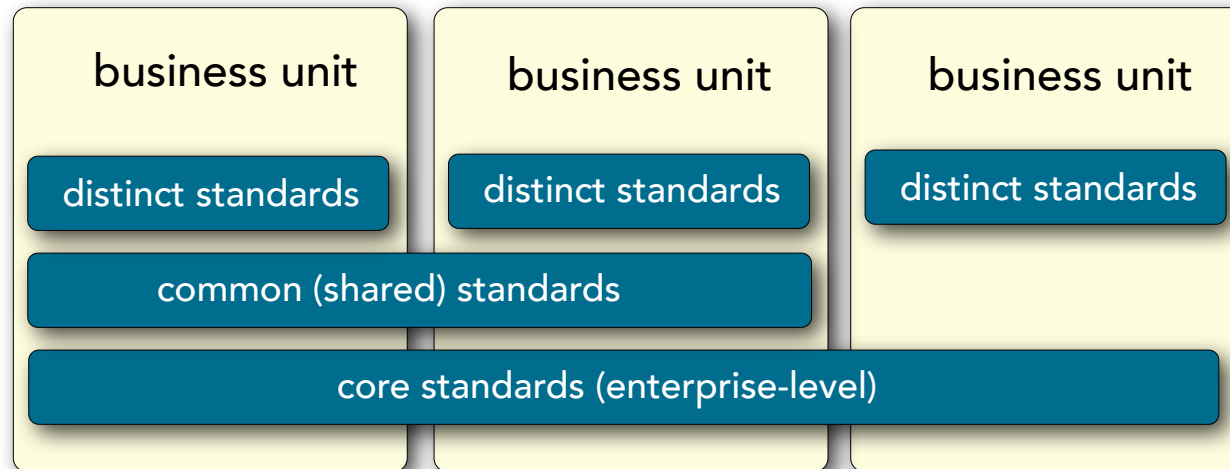 business unit
business unit
business unit
distinct standards
distinct standards
distinct standards
common (shared) standards
core standards (enterprise-level)